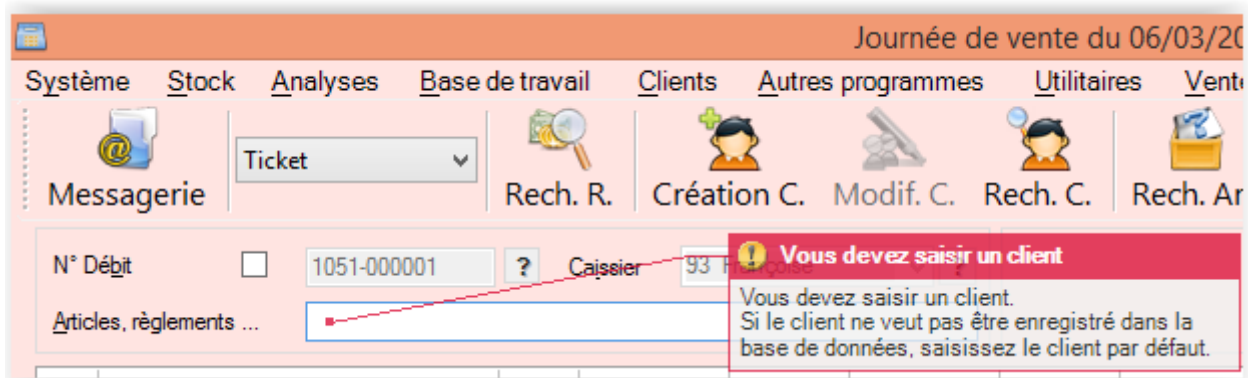 Journée de vente du 06/03/20
Système Stock Analyses Base de travail Clients Autres programmes Utilitaires Vente
Messagerie Ticket Rech. R. Création C. Modif. C. Rech. C. Rech. Ar
N° Débit 1051-000001 ? Caissier 93 Françoise ?
Vous devez saisir un client
Articles, règlements ...
Vous devez saisir un client.
Si le client ne veut pas être enregistré dans la
base de données, saisissez le client par défaut.